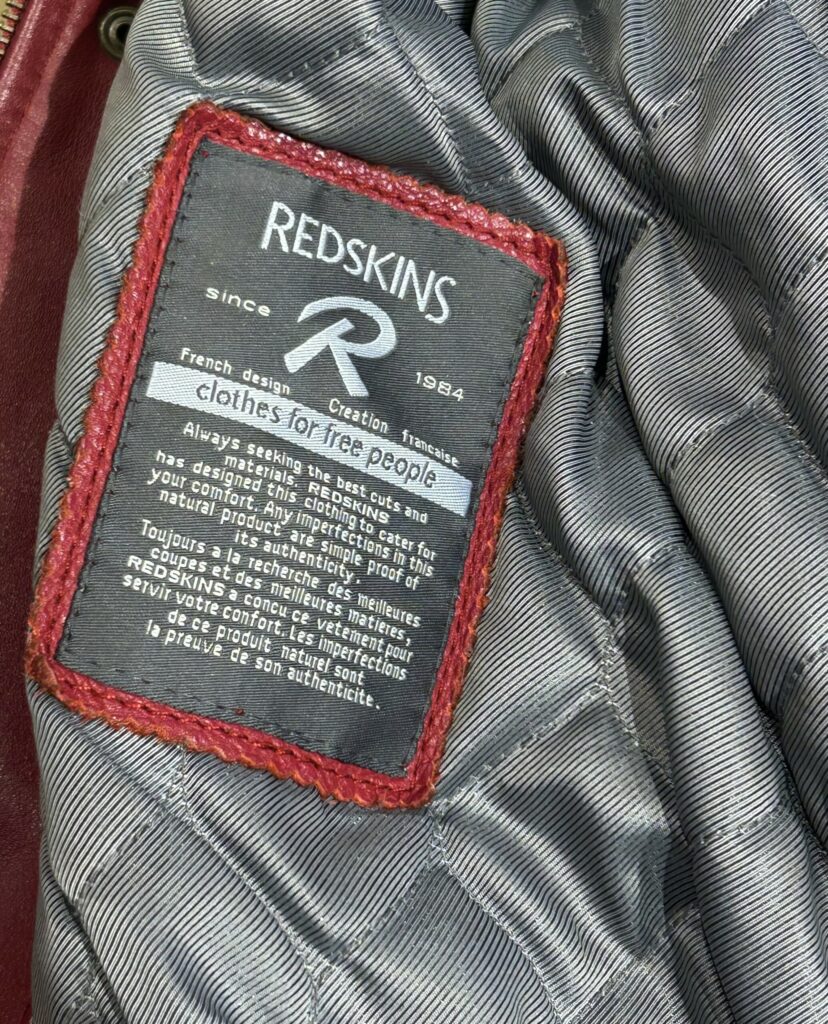 REDSKINS
since R 1984
French design Creation francaise
clothes for free people
Always seeking the best cuts and
materials, REDSKINS
has designed this clothing to cater for
your comfort. Any imperfections in this
natural product are simple proof of
its authenticity.
Toujours a la recherche des meilleures
coupes et des meilleures matieres,
REDSKINS a concu ce vetement pour
servir votre confort. Les imperfections
de ce produit naturel sont
la preuve de son authenticite.